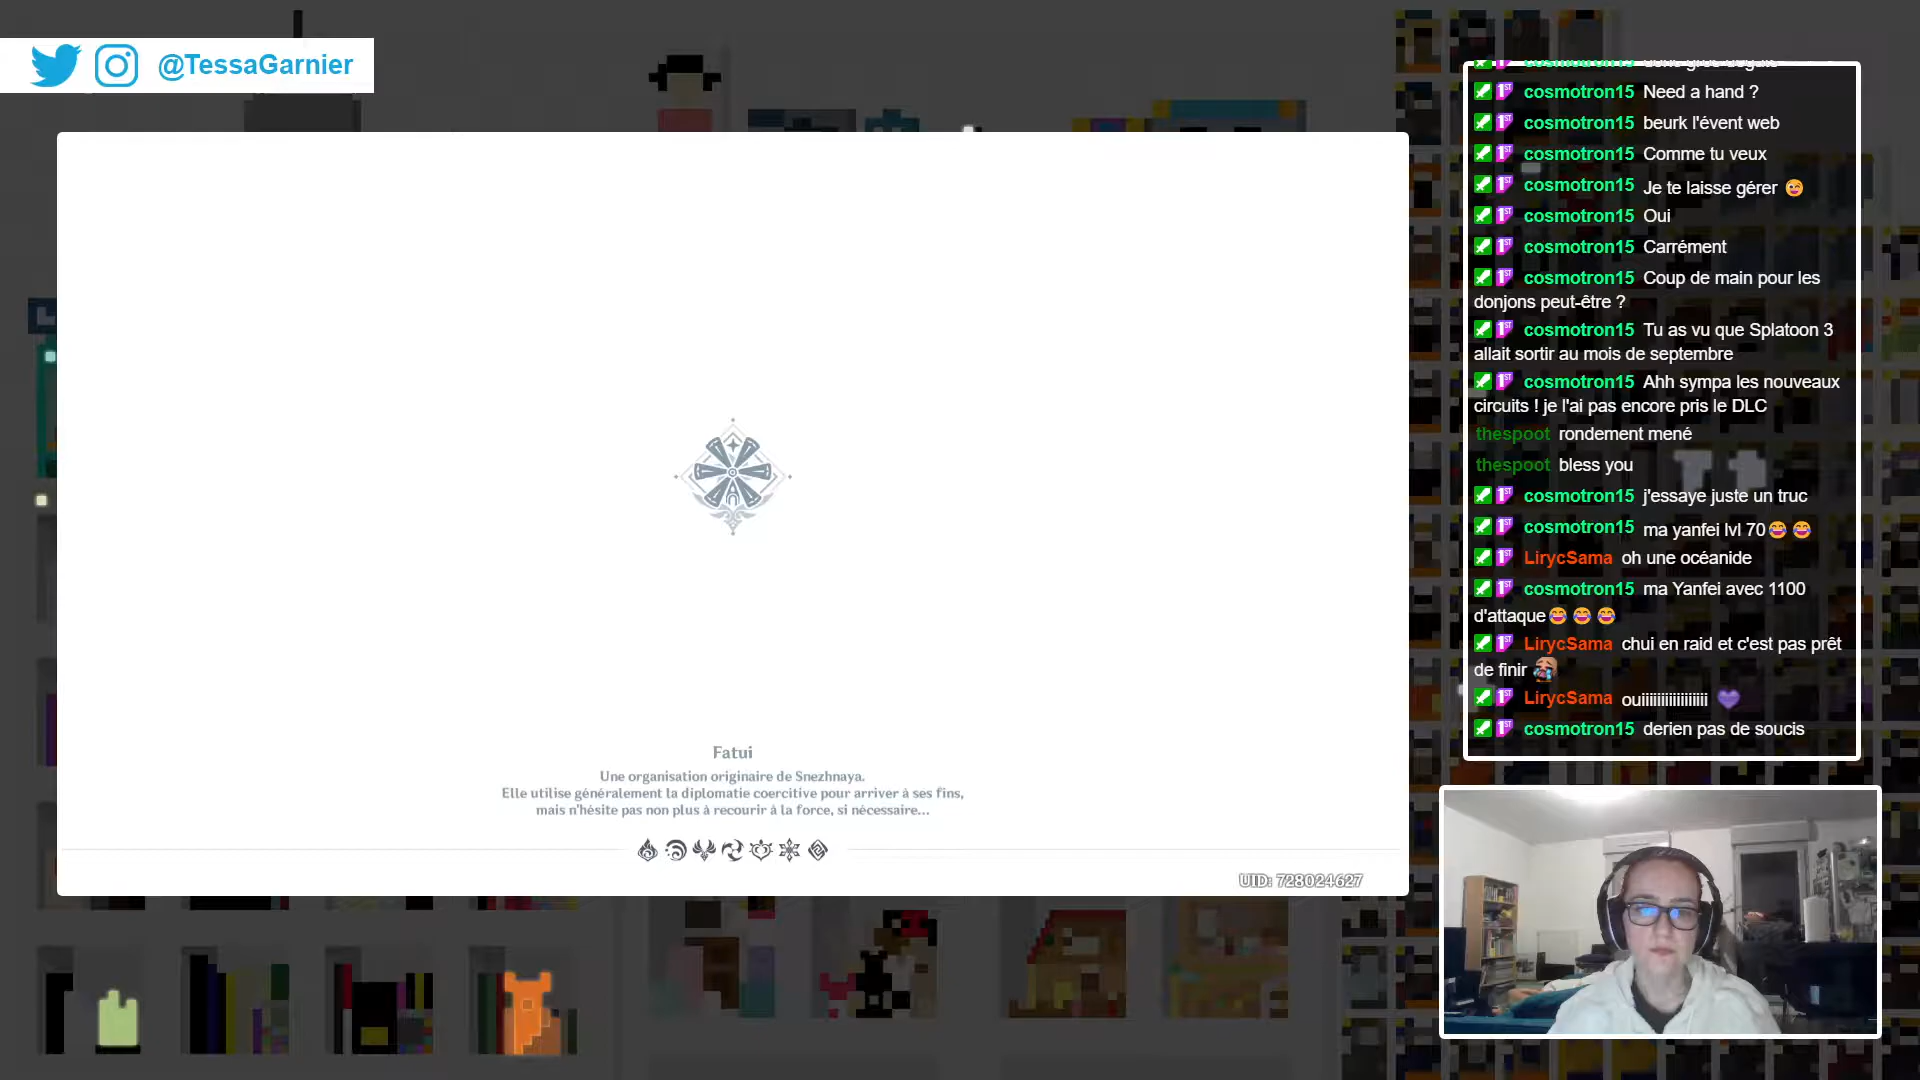 @TessaGarnier
cosmotron15 Need a hand ?
cosmotron15 beurk l'évent web
cosmotron15 Comme tu veux
cosmotron15 Je te laisse gérer
cosmotron15 Oui
cosmotron15 Carrément
cosmotron15 Coup de main pour les
donjons peut-être ?
cosmotron15 Tu as vu que Splatoon 3
allait sortir au mois de septembre
cosmotron15 Ahh sympa les nouveaux
circuits ! je l'ai pas encore pris le DLC
thespoot rondement mené
thespoot bless you
cosmotron15 j'essaye juste un truc
cosmotron15 ma yanfei lvl 70
LirycSama oh une océanide
cosmotron15 ma Yanfei avec 1100
d'attaque
LirycSama chui en raid et c'est pas prêt
de finir
LirycSama ouiiiiiiiiiiiiiiiii
cosmotron15 derien pas de soucis
Fatui
Une organisation originaire de Snezhnaya.
Elle utilise généralement la diplomatie coercitive pour arriver à ses fins,
mais n'hésite pas non plus à recourir à la force, si nécessaire...
UID: 728024627